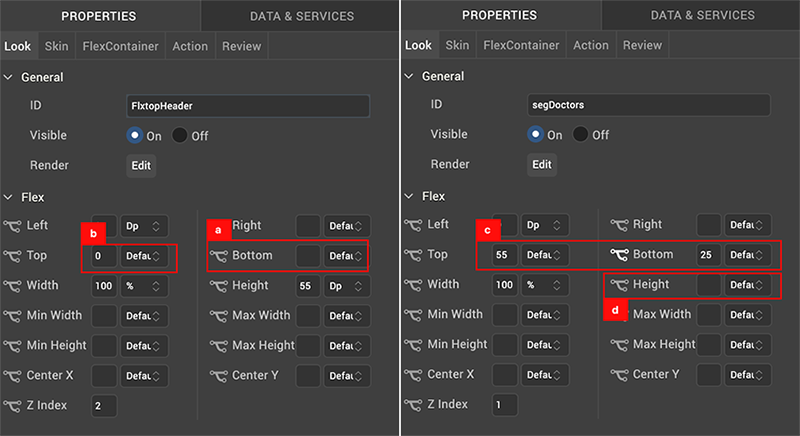 PROPERTIES DATA & SERVICES
Look Skin FlexContainer Action Review
General
ID FlxtopHeader
Visible On Off
Render Edit
Flex
Left Dp Right Defau
b a
Top 0 Defau Bottom Defau
Width 100 % Height 55 Dp
Min Width Defau Max Width Defau
Min Height Defau Max Height Defau
Center X Defau Center Y Defau
Z Index 2
PROPERTIES DATA & SERVICES
Look Skin FlexContainer Action Review
General
ID segDoctors
Visible On Off
Render Edit
Flex
Left Dp Right Defau
c
Top 55 Defau Bottom 25 Defau
Width 100 % Height Defau
d
Min Width Defau Max Width Defau
Min Height Defau Max Height Defau
Center X Defau Center Y Defau
Z Index 1